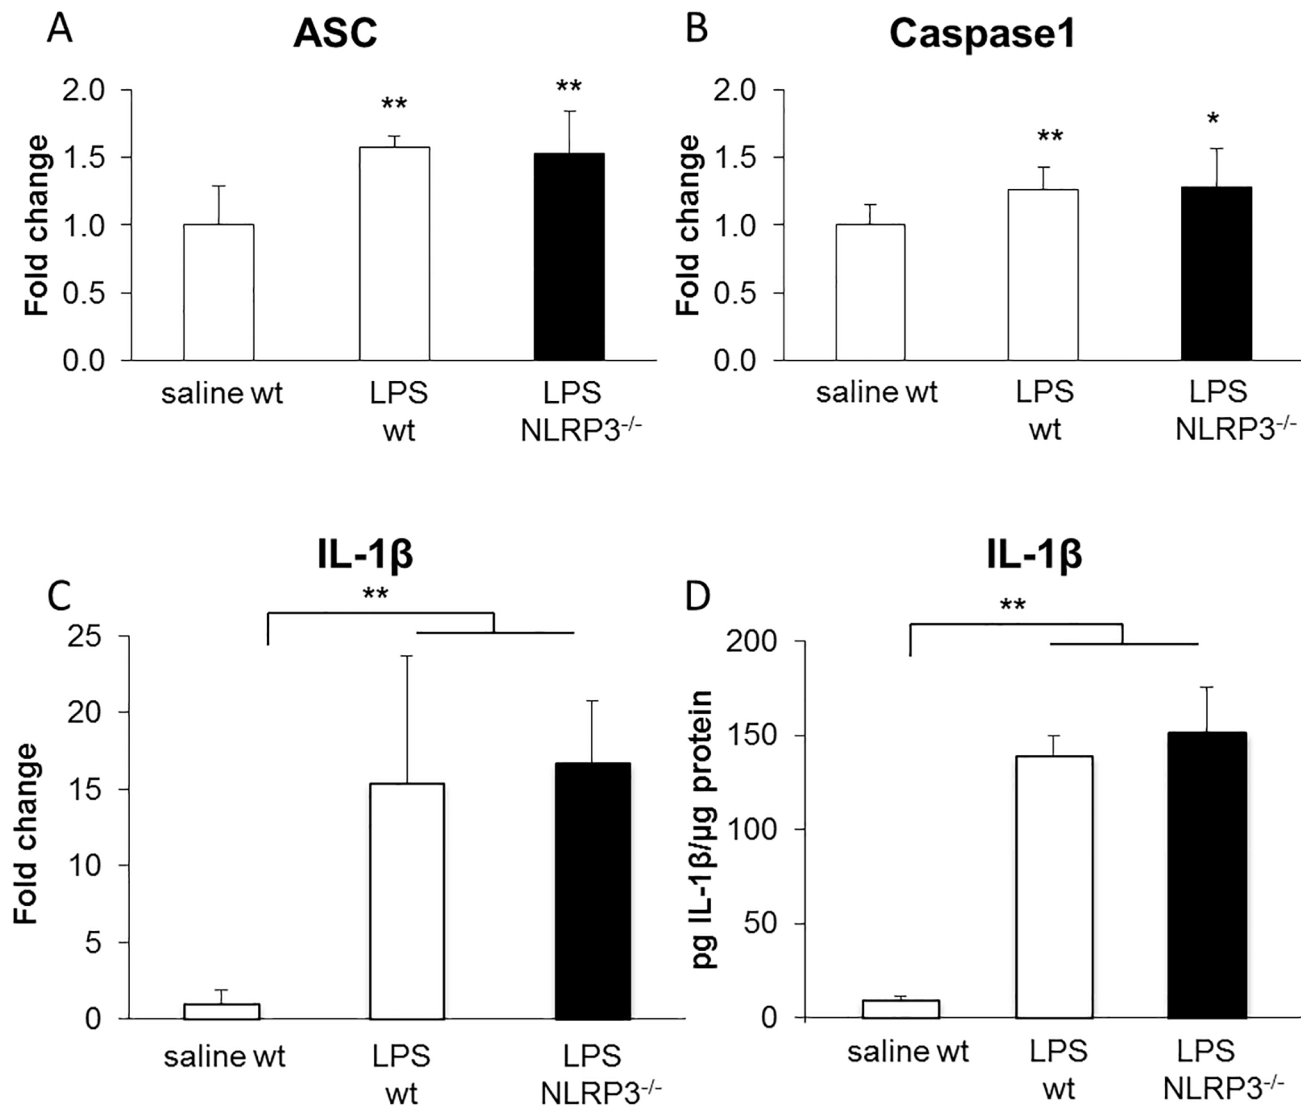 A
ASC
Fold change
2.0
1.5
1.0
0.5
0.0
**
**
saline wt
LPS
wt
LPS
NLRP3-/-
B
Caspase1
Fold change
2.0
1.5
1.0
0.5
0.0
**
*
saline wt
LPS
wt
LPS
NLRP3-/-
C
IL-1β
**
Fold change
25
20
15
10
5
0
saline wt
LPS
wt
LPS
NLRP3-/-
D
IL-1β
**
pg IL-1β/µg protein
200
150
100
50
0
saline wt
LPS
wt
LPS
NLRP3-/-